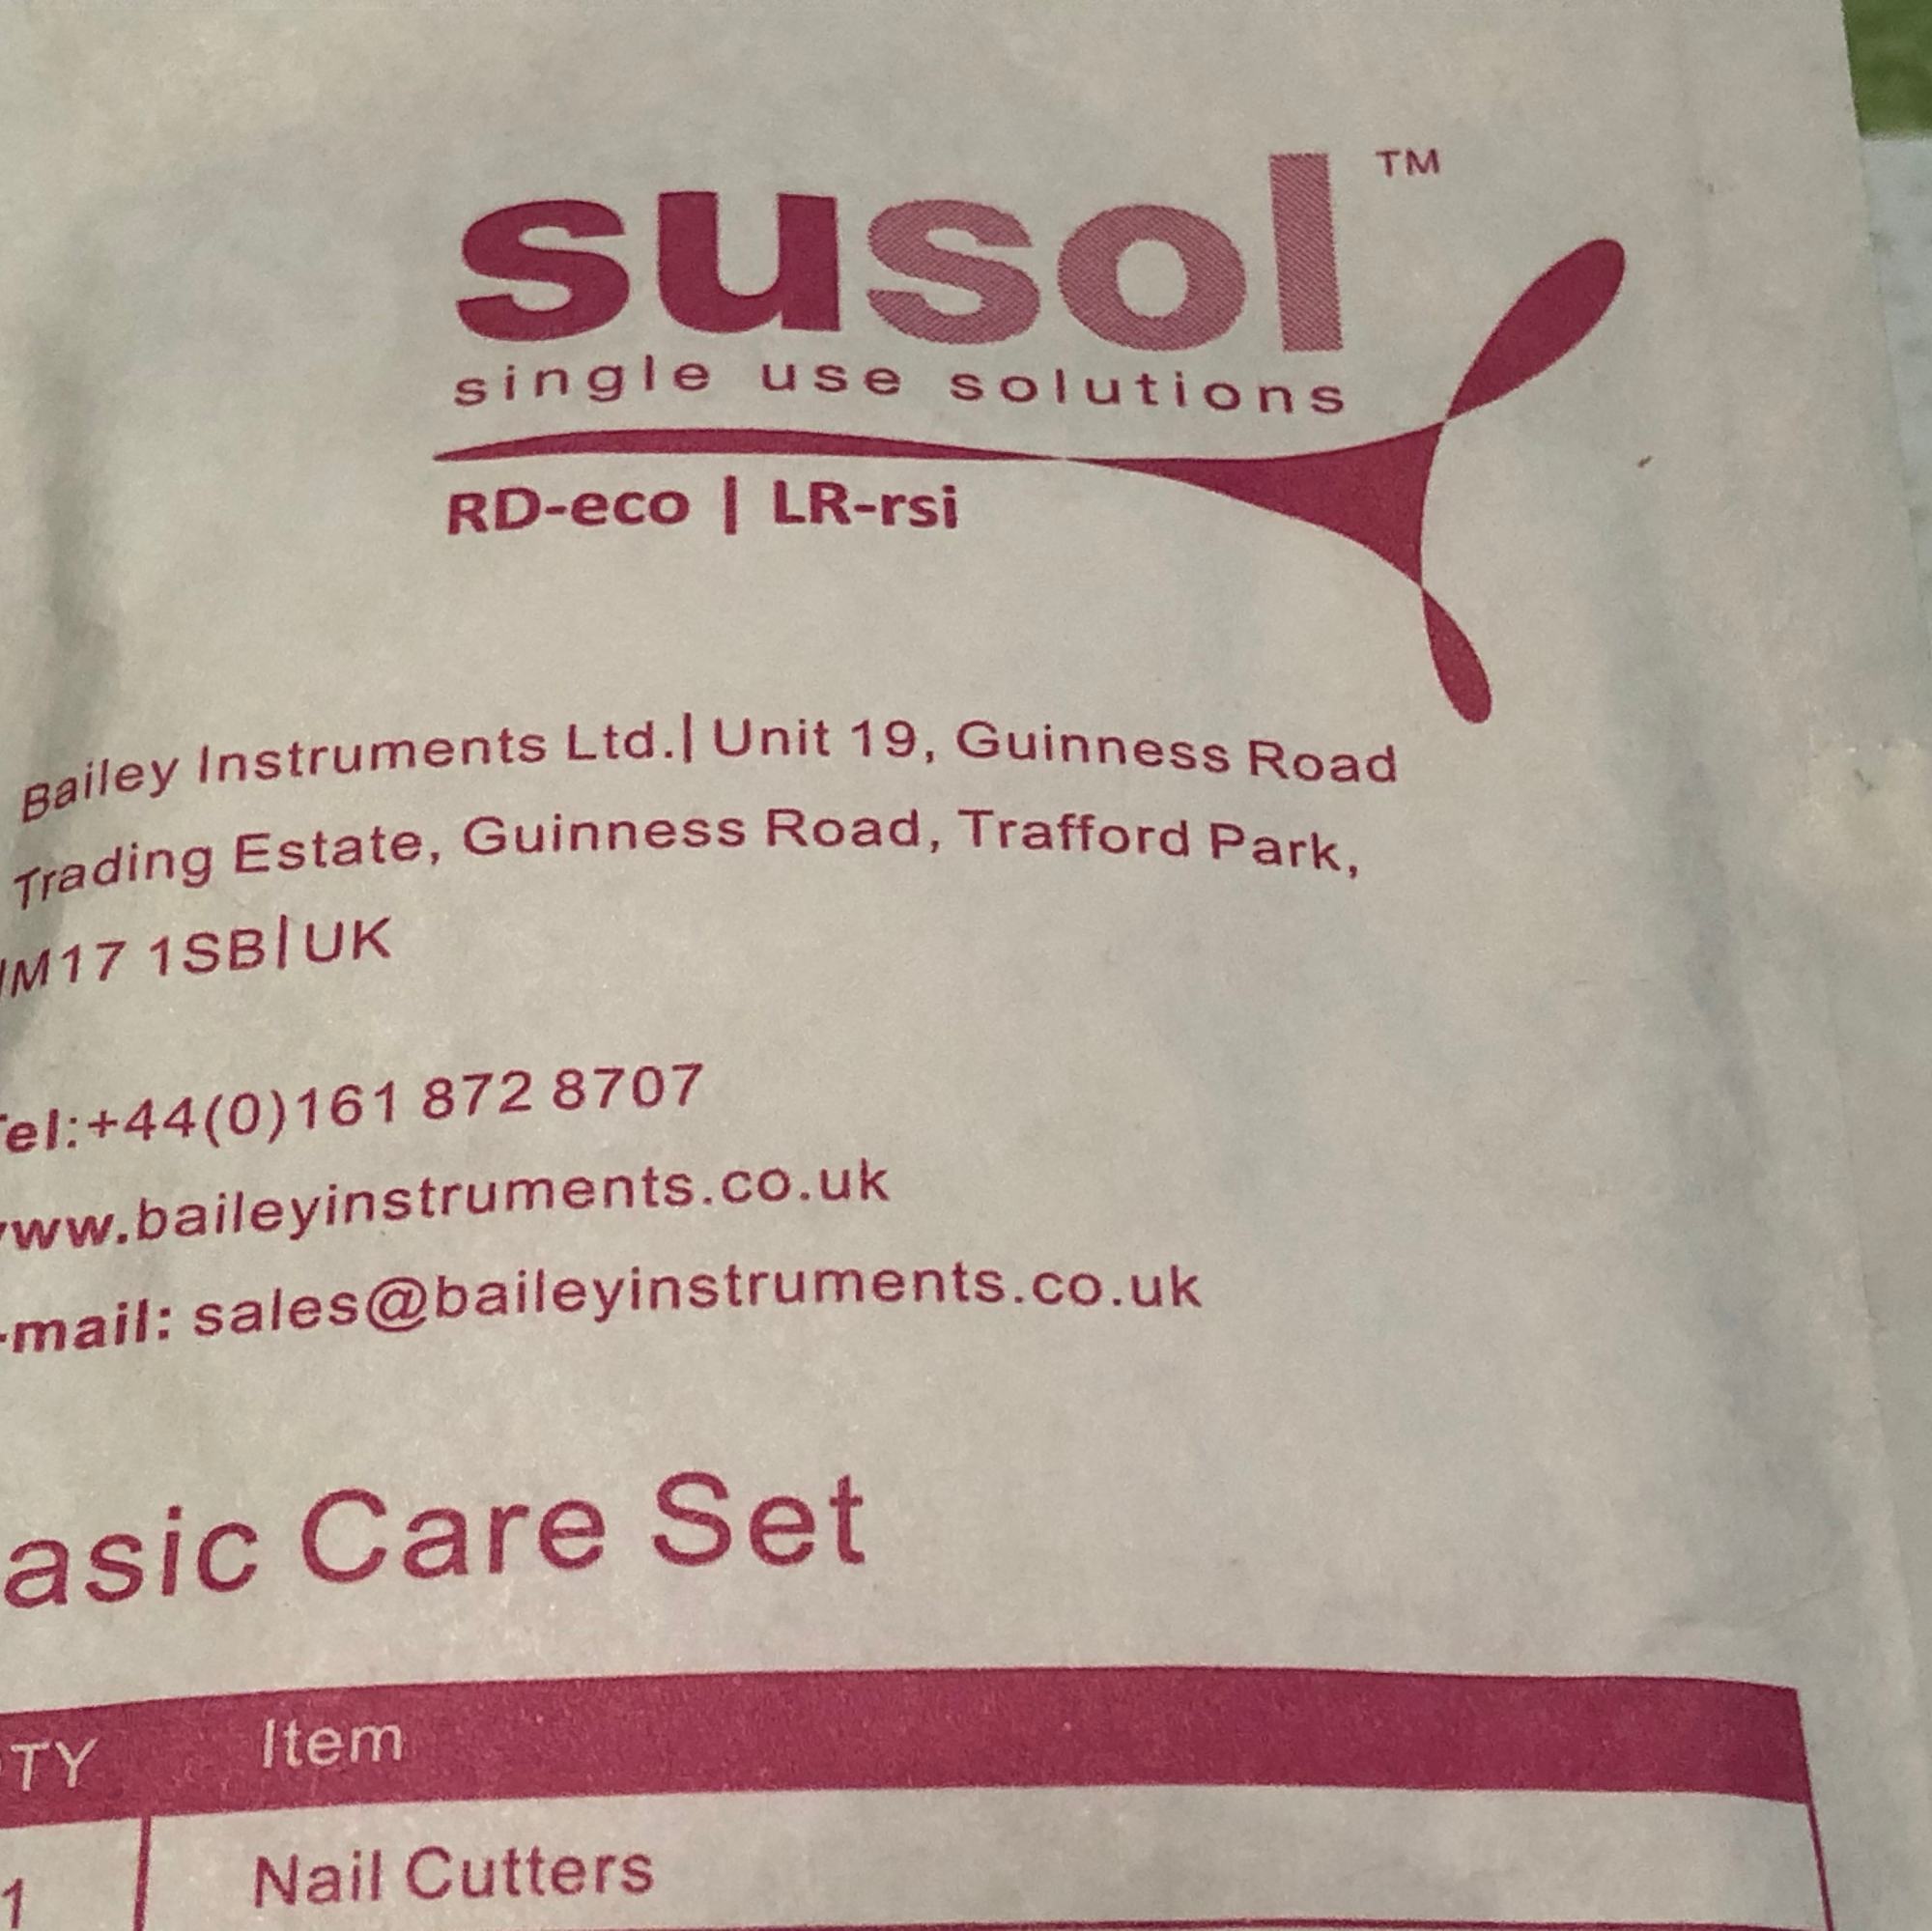 susol™
single use solutions
RD-eco | LR-rsi
Bailey Instruments Ltd.| Unit 19, Guinness Road
Trading Estate, Guinness Road, Trafford Park,
M17 1SB|UK
Tel:+44(0)161 872 8707
www.baileyinstruments.co.uk
-mail: sales@baileyinstruments.co.uk
asic Care Set
TY Item
1 Nail Cutters